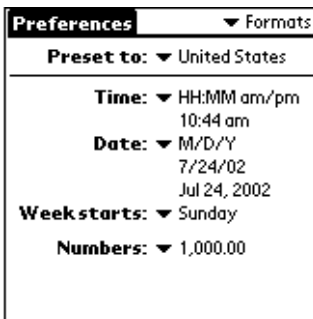 Preferences ▼ Formats
Preset to: ▼ United States
Time: ▼ HH:MM am/pm
10:44 am
Date: ▼ M/D/Y
7/24/02
Jul 24, 2002
Week starts: ▼ Sunday
Numbers: ▼ 1,000.00